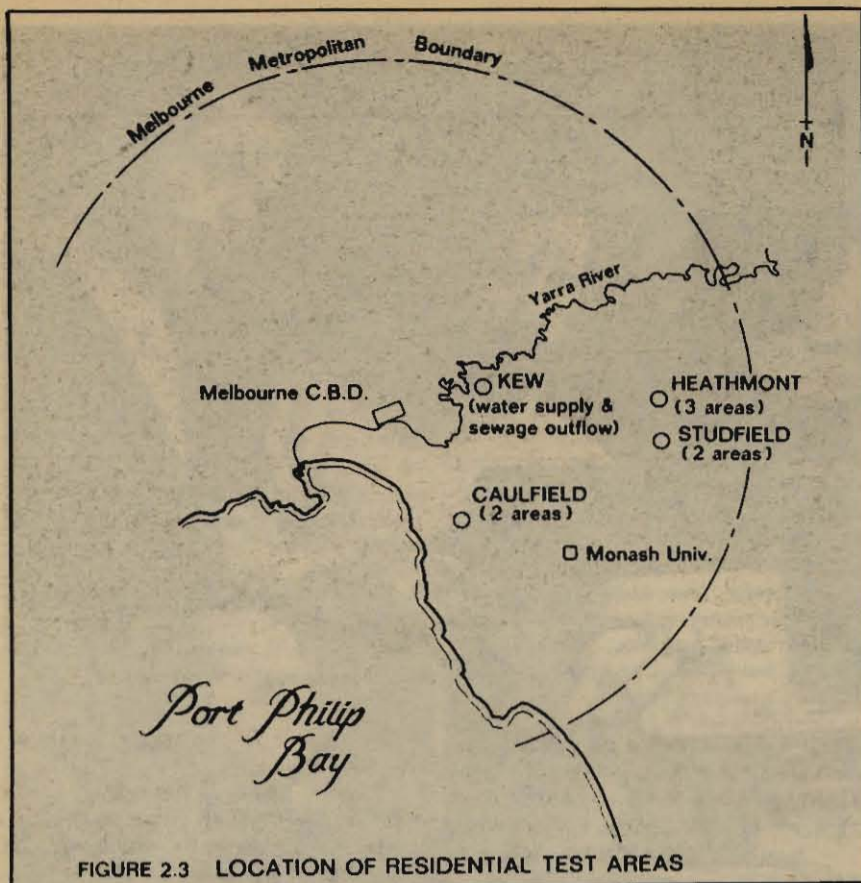 Melbourne Metropolitan Boundary
N
Yarra River
KEW
(water supply &
sewage outflow)
Melbourne C.B.D.
HEATHMONT
(3 areas)
STUDFIELD
(2 areas)
CAULFIELD
(2 areas)
Monash Univ.
Port Philip
Bay
FIGURE 2.3 LOCATION OF RESIDENTIAL TEST AREAS